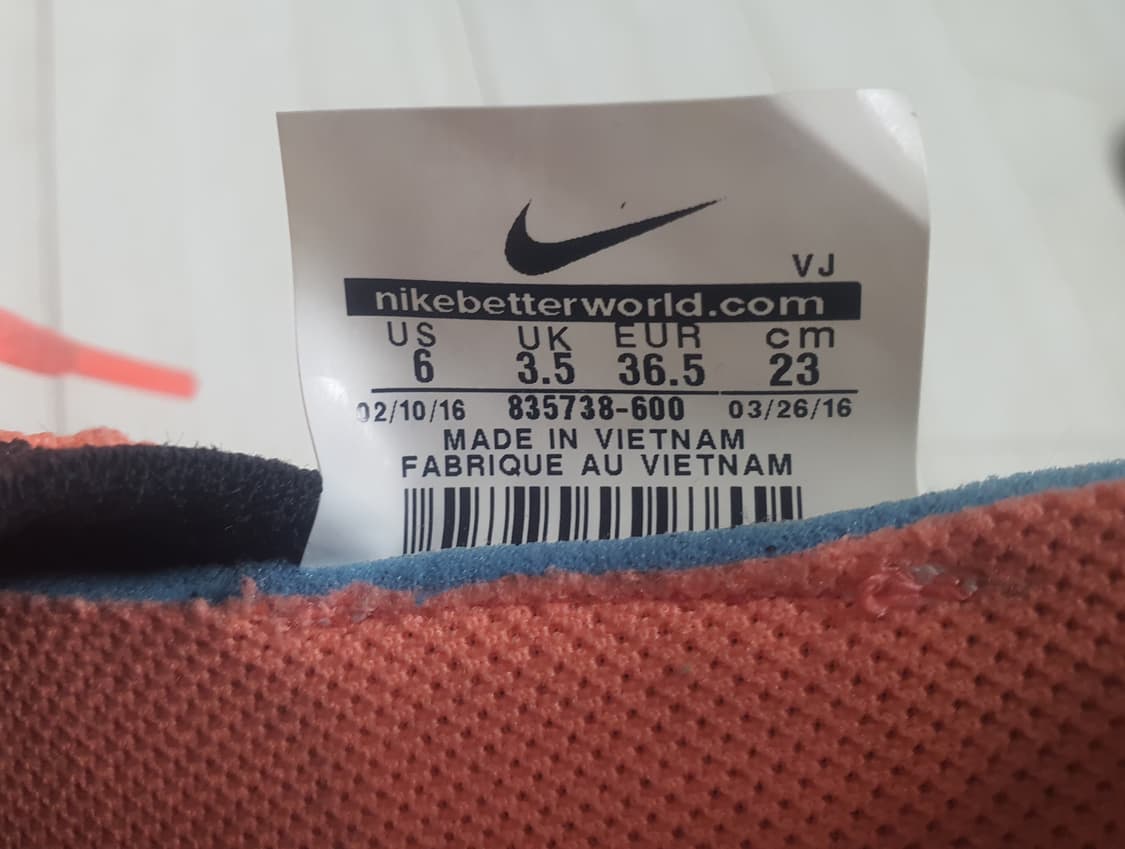 VJ
nikebetterworld.com
US UK EUR cm
6 3.5 36.5 23
02/10/16 835738-600 03/26/16
MADE IN VIETNAM
FABRIQUE AU VIETNAM